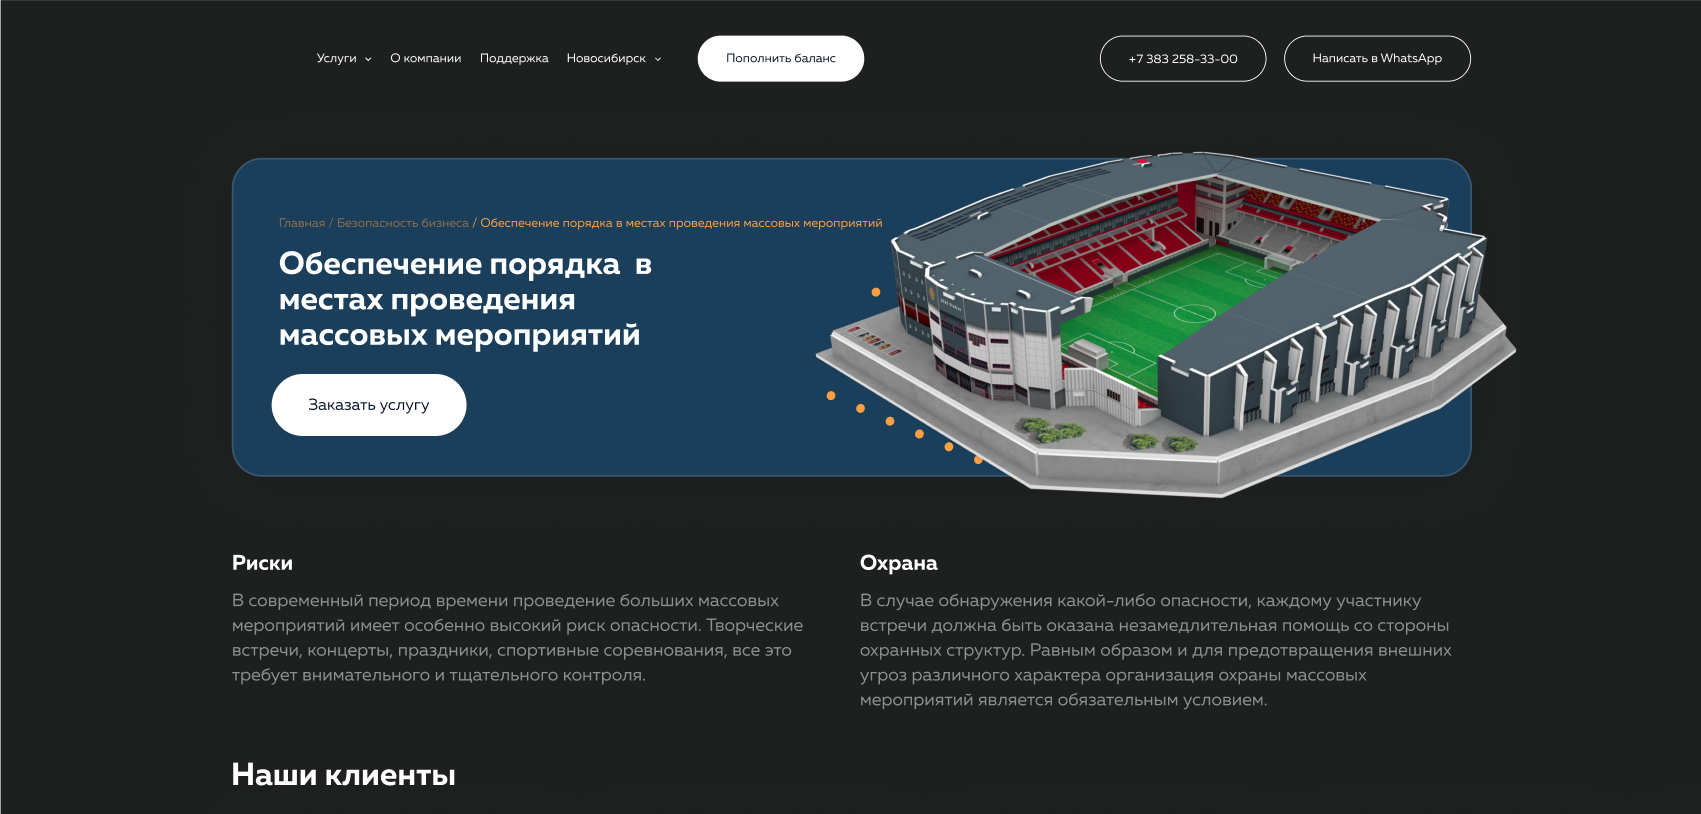 Услуги О компании Поддержка Новосибирск Пополнить баланс +7 383 258-33-00 Написать в WhatsApp
Главная / Безопасность бизнеса / Обеспечение порядка в местах проведения массовых мероприятий
Обеспечение порядка в
местах проведения
массовых мероприятий
Заказать услугу
Риски
В современный период времени проведение больших массовых
мероприятий имеет особенно высокий риск опасности. Творческие
встречи, концерты, праздники, спортивные соревнования, все это
требует внимательного и тщательного контроля.
Охрана
В случае обнаружения какой-либо опасности, каждому участнику
встречи должна быть оказана незамедлительная помощь со стороны
охранных структур. Равным образом и для предотвращения внешних
угроз различного характера организация охраны массовых
мероприятий является обязательным условием.
Наши клиенты